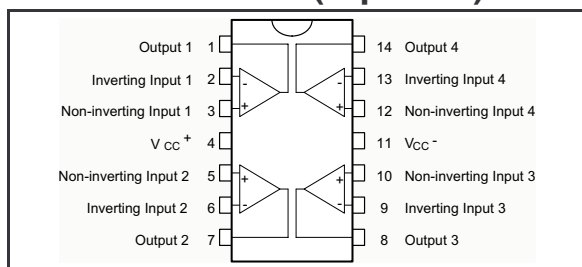 Output 1 1 14 Output 4
Inverting Input 1 2 - - 13 Inverting Input 4
Non-inverting Input 1 3 + + 12 Non-inverting Input 4
V CC + 4 11 VCC -
Non-inverting Input 2 5 + + 10 Non-inverting Input 3
Inverting Input 2 6 - - 9 Inverting Input 3
Output 2 7 8 Output 3